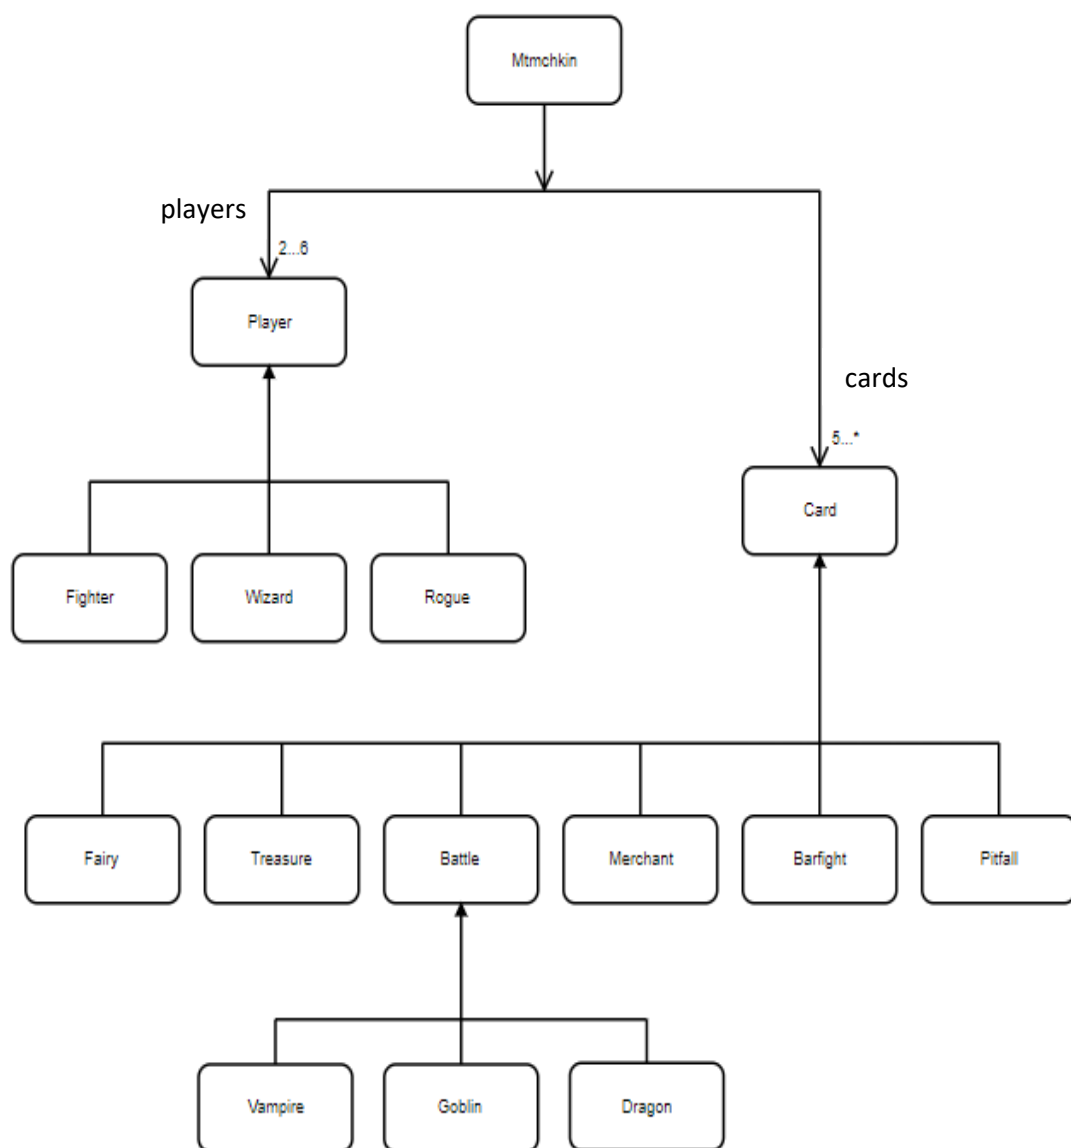 Mtmchkin
players
2...6
Player
cards
5...*
Card
Fighter
Wizard
Rogue
Fairy
Treasure
Battle
Merchant
Barfight
Pitfall
Vampire
Goblin
Dragon